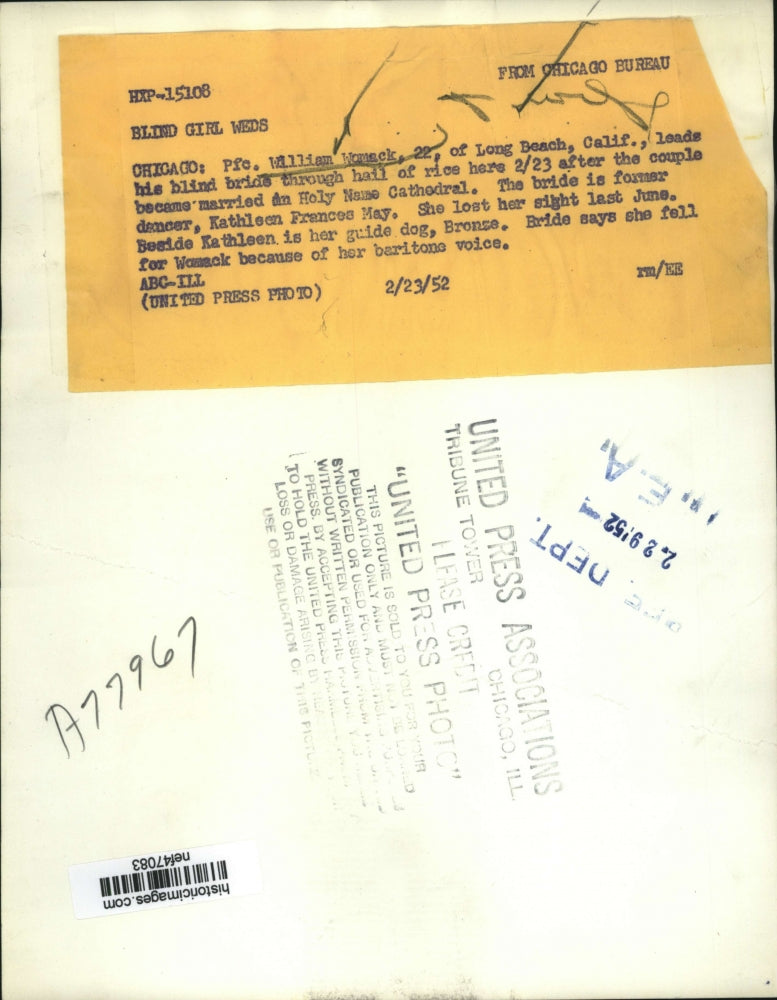 FROM CHICAGO BUREAU
HXP-15108
BLIND GIRL WEDS
CHICAGO: Pfc. William Womack, 22, of Long Beach, Calif., leads
his blind bride through hail of rice here 2/23 after the couple
became married in Holy Name Cathedral. The bride is former
dancer, Kathleen Frances May. She lost her sight last June.
Beside Kathleen is her guide dog, Bronze. Bride says she fell
for Womack because of her baritone voice.
ABC-ILL rm/EE
(UNITED PRESS PHOTO) 2/23/52
N.E.A.
2.29'52
DEPT.
UNITED PRESS ASSOCIATIONS
TRIBUNE TOWER CHICAGO, ILL.
PLEASE CREDIT
"UNITED PRESS PHOTO"
THIS PICTURE IS SOLD TO YOU FOR YOUR
PUBLICATION ONLY AND MUST NOT BE LOANED
SYNDICATED OR USED FOR
WITHOUT WRITTEN PERMISSION FROM THE
PRESS. BY ACCEPTING THIS PICTURE YOU
TO HOLD THE UNITED PRESS
LOSS OR DAMAGE ARISING BY
USE OR PUBLICATION OF THIS PICTURE
A77967
historicimages.com
nef47083